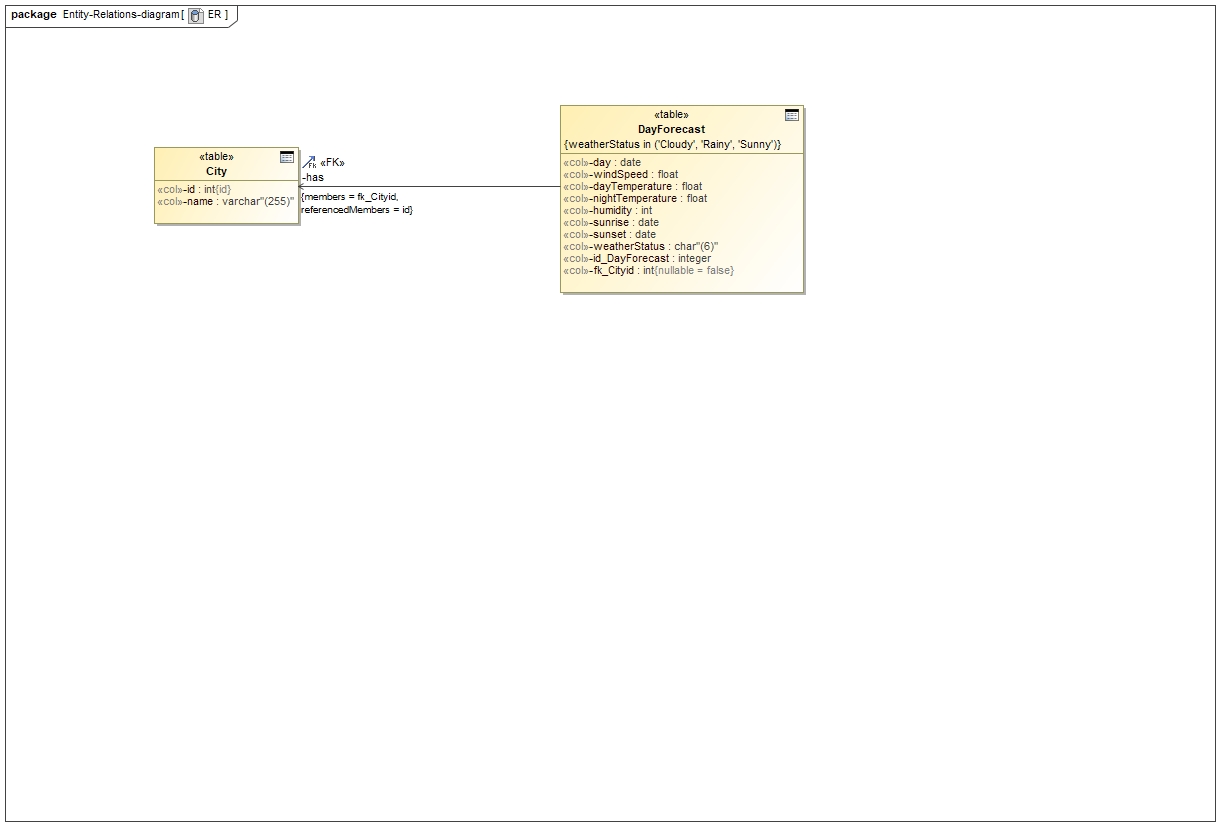 package Entity-Relations-diagram[ ER ]
«table»
City
«col»-id : int{id}
«col»-name : varchar"(255)"
FK «FK»
-has
{members = fk_Cityid,
referencedMembers = id}
«table»
DayForecast
{weatherStatus in ('Cloudy', 'Rainy', 'Sunny')}
«col»-day : date
«col»-windSpeed : float
«col»-dayTemperature : float
«col»-nightTemperature : float
«col»-humidity : int
«col»-sunrise : date
«col»-sunset : date
«col»-weatherStatus : char"(6)"
«col»-id_DayForecast : integer
«col»-fk_Cityid : int{nullable = false}